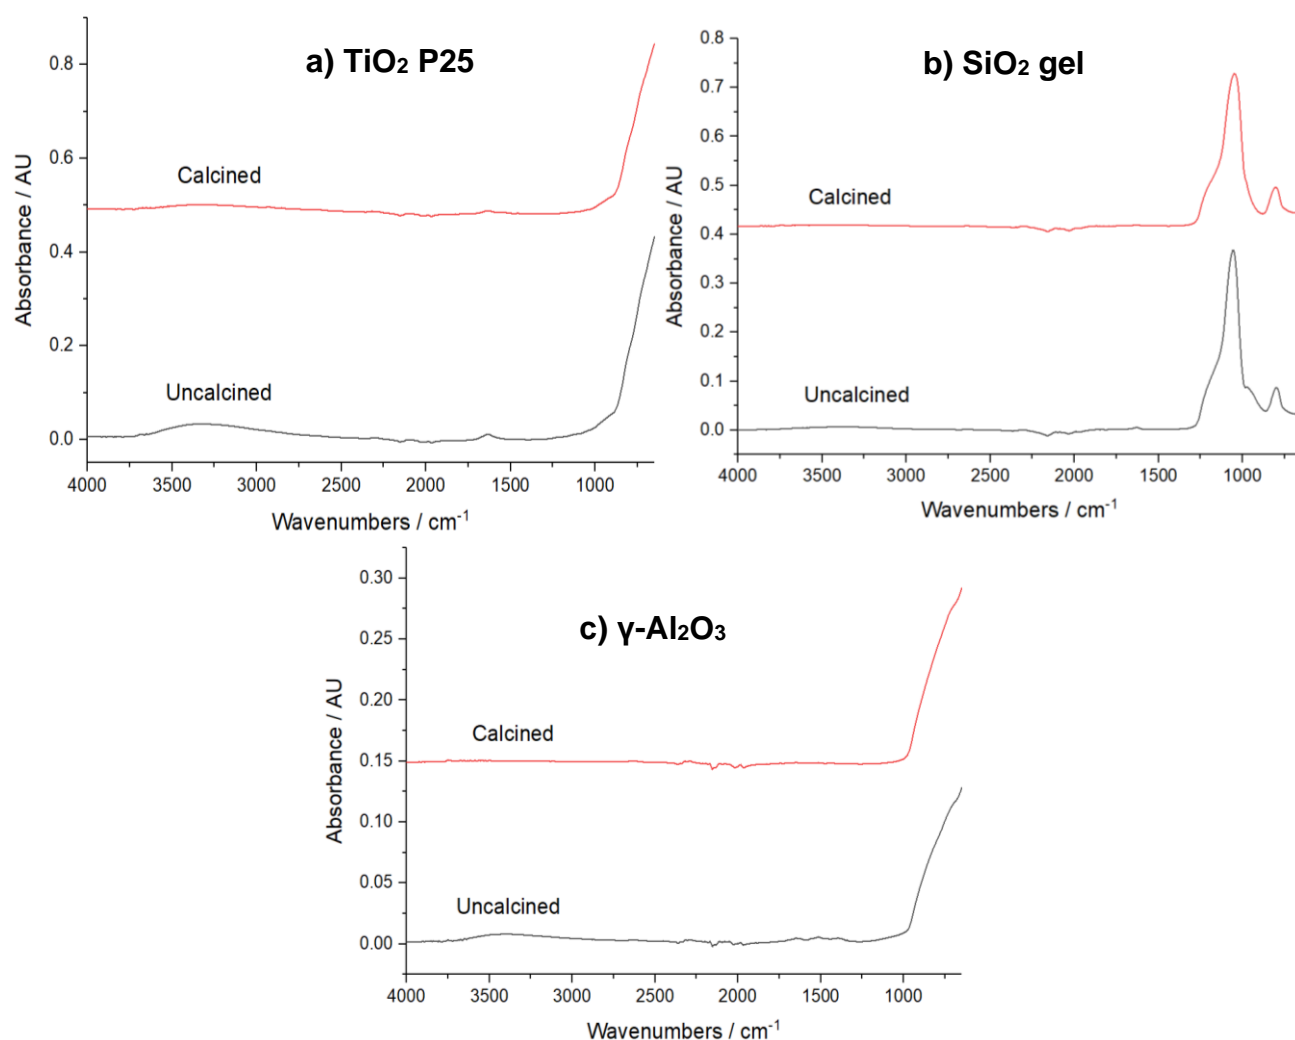 a) TiO₂ P25
0.8
0.6
0.4
0.2
0.0
Absorbance / AU
Calcined
Uncalcined
4000 3500 3000 2500 2000 1500 1000
Wavenumbers / cm⁻¹
b) SiO₂ gel
0.8
0.7
0.6
0.5
0.4
0.3
0.2
0.1
0.0
Absorbance / AU
Calcined
Uncalcined
4000 3500 3000 2500 2000 1500 1000
Wavenumbers / cm⁻¹
c) γ-Al₂O₃
0.30
0.25
0.20
0.15
0.10
0.05
0.00
Absorbance / AU
Calcined
Uncalcined
4000 3500 3000 2500 2000 1500 1000
Wavenumbers / cm⁻¹